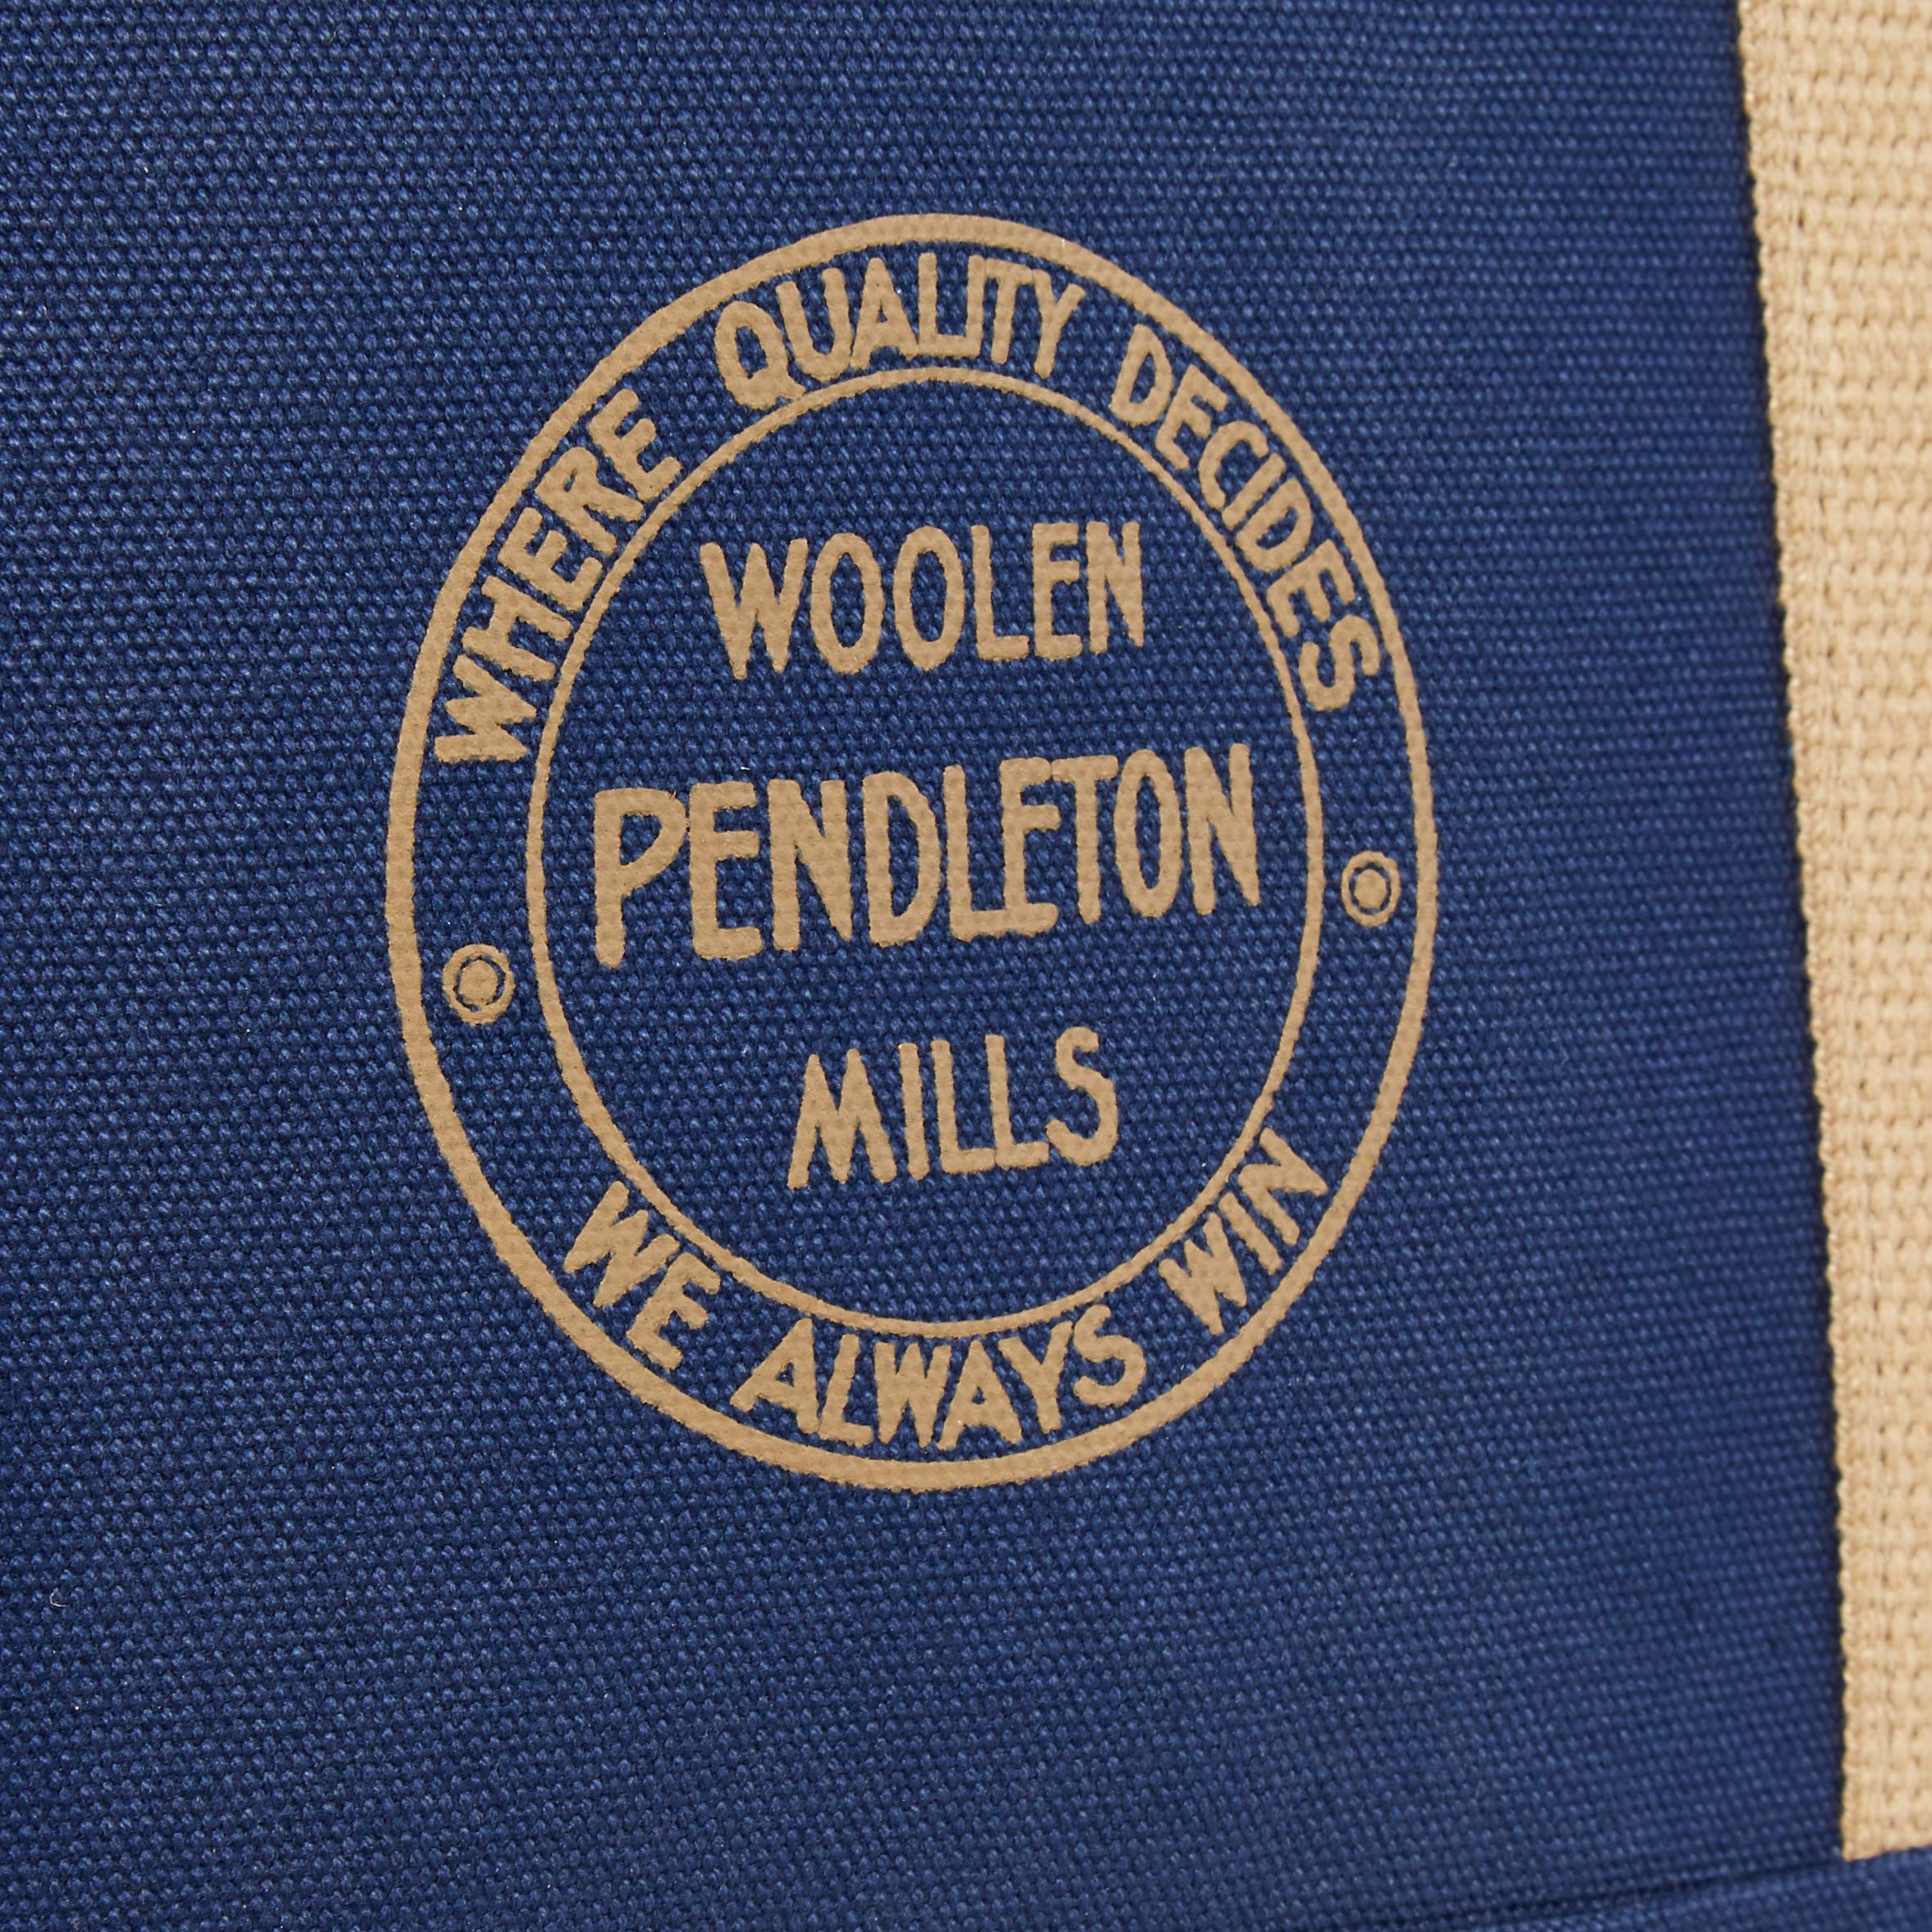 WHERE QUALITY DECIDES
WOOLEN
PENDLETON
MILLS
WE ALWAYS WIN